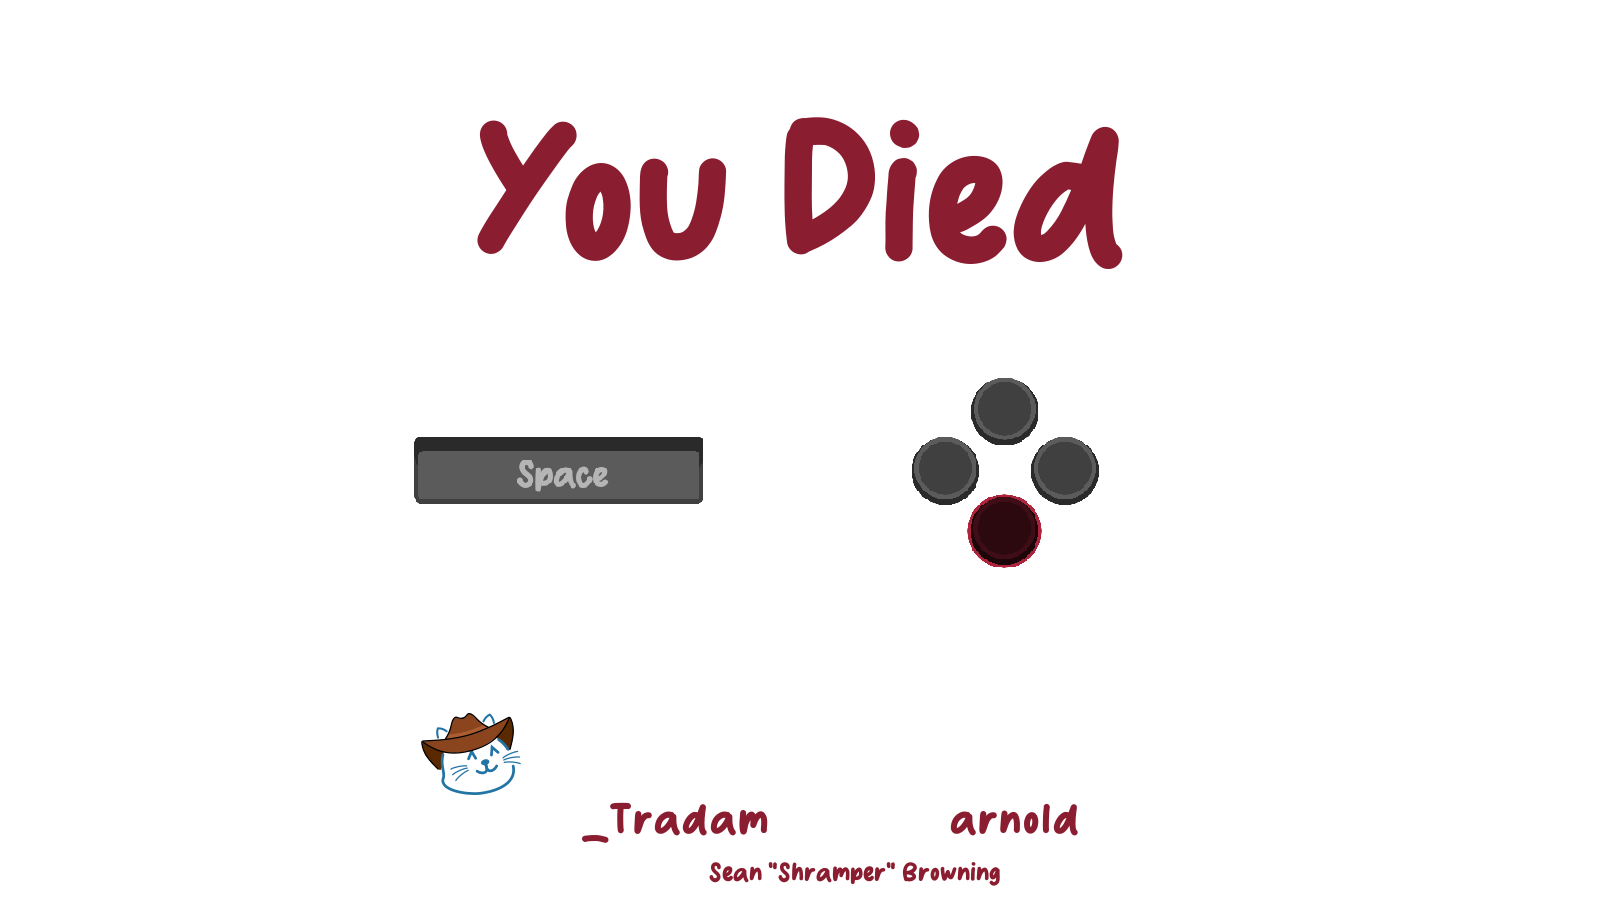 You Died
Space
_Tradam
arnold
Sean "Shramper" Browning